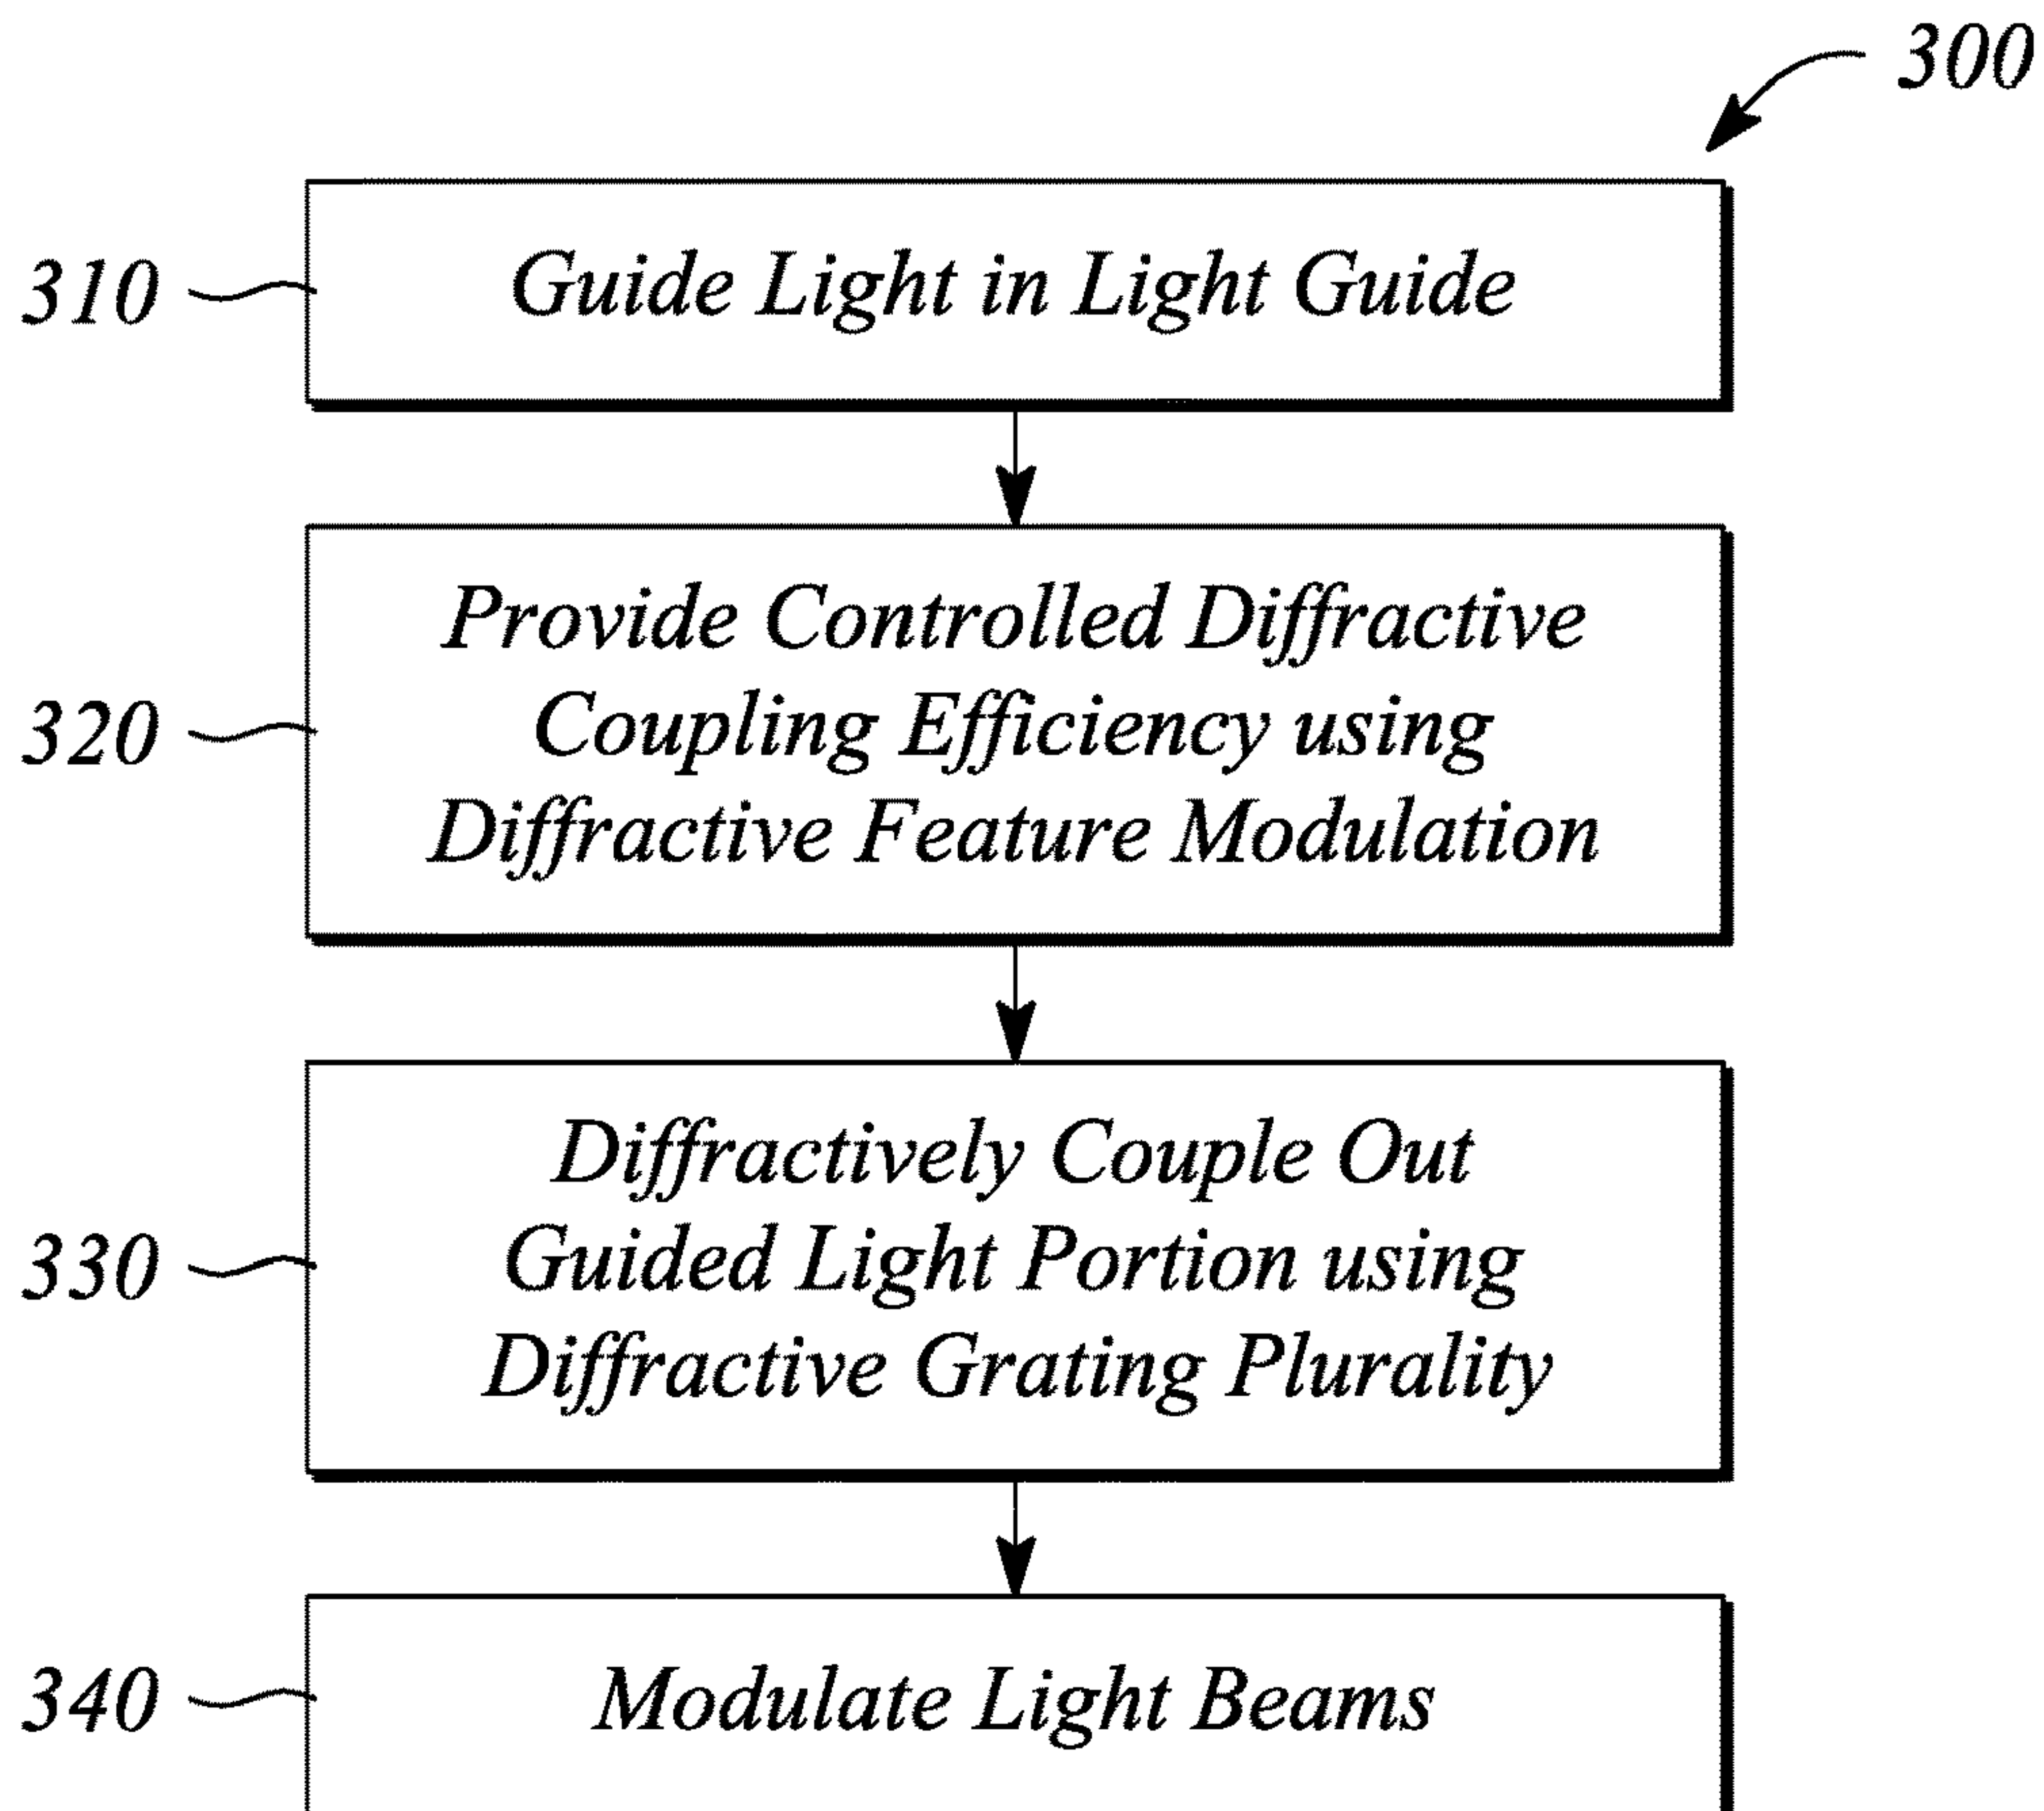 300
310
Guide Light in Light Guide
320
Provide Controlled Diffractive
Coupling Efficiency using
Diffractive Feature Modulation
330
Diffractively Couple Out
Guided Light Portion using
Diffractive Grating Plurality
340
Modulate Light Beams